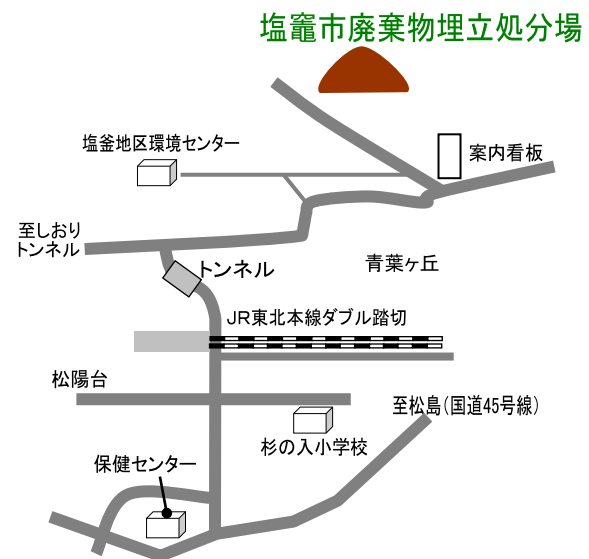 塩竈市廃棄物埋立処分場
塩釜地区環境センター
案内看板
至しおり
トンネル
トンネル
青葉ヶ丘
JR東北本線ダブル踏切
松陽台
至松島(国道45号線)
杉の入小学校
保健センター